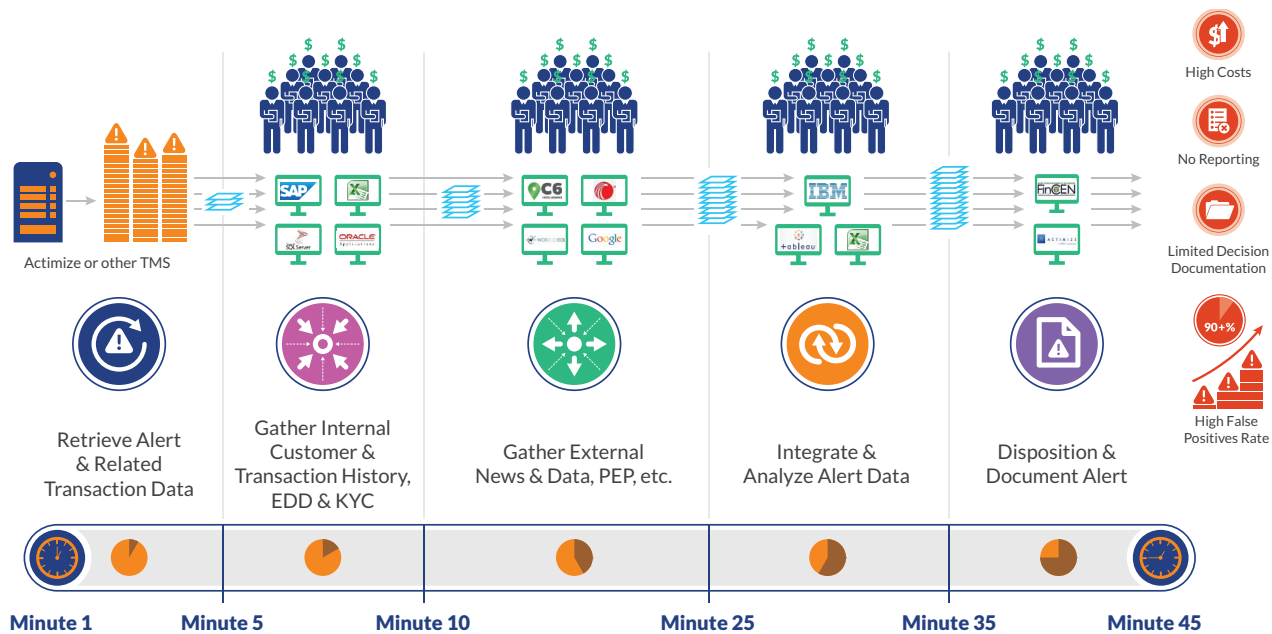 $ $
$ $ $ $
$ $ $ $
$ $
$ $ $ $
$ $ $ $
$ $
$ $ $ $
$ $ $ $
$ $
$ $ $ $
$ $ $ $
$
High Costs
No Reporting
Limited Decision
Documentation
90+%
High False
Positives Rate
Actimize or other TMS
SAP
SQL Server
ORACLE
Applications
C6
Google
IBM
+ableau
FinCEN
ACTIMIZE
Retrieve Alert
& Related
Transaction Data
Gather Internal
Customer &
Transaction History,
EDD & KYC
Gather External
News & Data, PEP, etc.
Integrate &
Analyze Alert Data
Disposition &
Document Alert
Minute 1
Minute 5
Minute 10
Minute 25
Minute 35
Minute 45